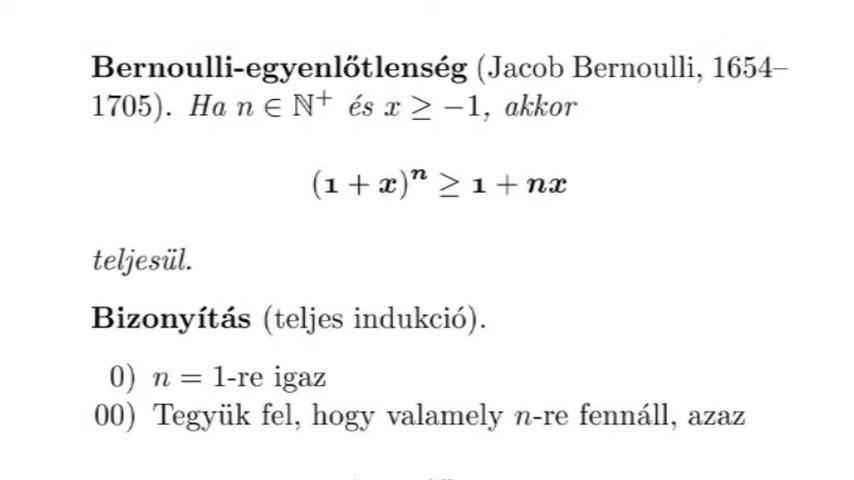 Bernoulli-egyenlőtlenség (Jacob Bernoulli, 1654–
1705). Ha n ∈ ℕ⁺ és x ≥ −1, akkor
(1 + x)ⁿ ≥ 1 + nx
teljesül.
Bizonyítás (teljes indukció).
0) n = 1-re igaz
00) Tegyük fel, hogy valamely n-re fennáll, azaz